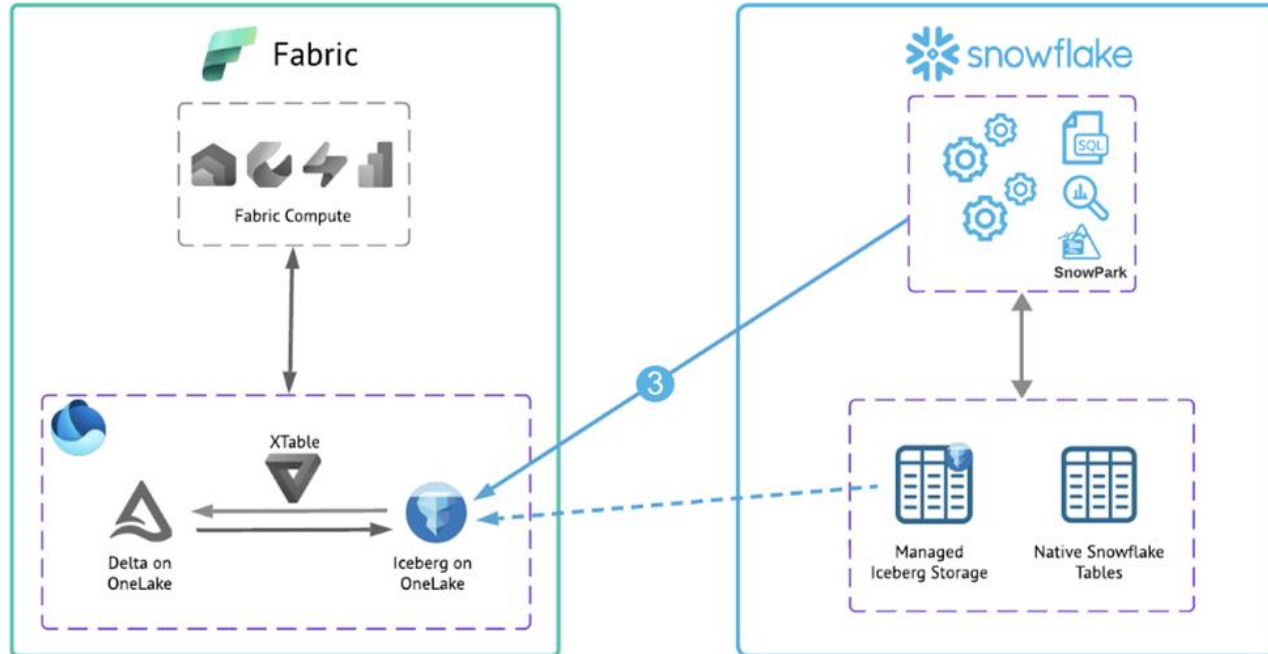 Fabric
Fabric Compute
XTable
Delta on
OneLake
Iceberg on
OneLake
3
snowflake
SQL
SnowPark
Managed
Iceberg Storage
Native Snowflake
Tables